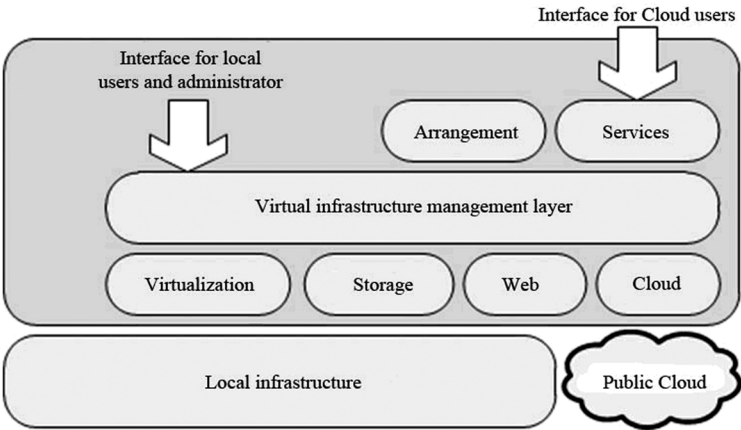 Interface for Cloud users
Interface for local
users and administrator
Arrangement
Services
Virtual infrastructure management layer
Virtualization
Storage
Web
Cloud
Local infrastructure
Public Cloud